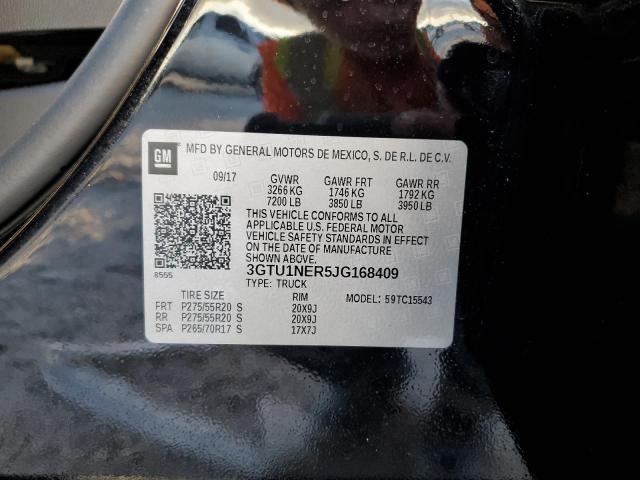 GM
MFD BY GENERAL MOTORS DE MEXICO, S. DE R.L. DE C.V.
09/17 GVWR GAWR FRT GAWR RR
3266 KG 1746 KG 1792 KG
7200 LB 3850 LB 3950 LB
THIS VEHICLE CONFORMS TO ALL
APPLICABLE U.S. FEDERAL MOTOR
VEHICLE SAFETY STANDARDS IN EFFECT
ON THE DATE OF MANUFACTURE
SHOWN ABOVE.
8555
3GTU1NER5JG168409
TYPE: TRUCK
TIRE SIZE RIM MODEL: 59TC15543
FRT P275/55R20 S 20X9J
RR P275/55R20 S 20X9J
SPA P265/70R17 S 17X7J